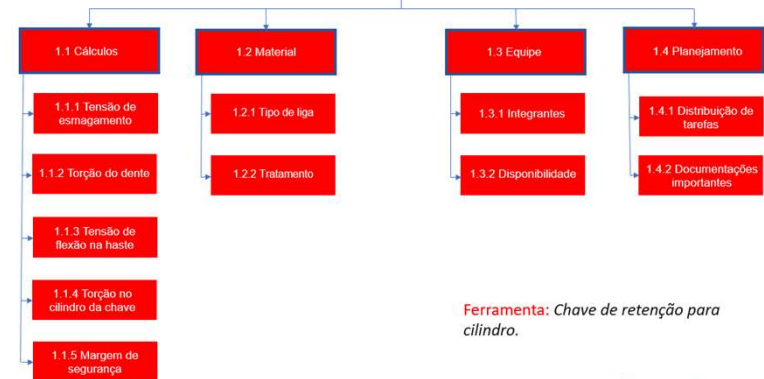 1.1 Cálculos
1.2 Material
1.3 Equipe
1.4 Planejamento
1.1.1 Tensão de
esmagamento
1.2.1 Tipo de liga
1.3.1 Integrantes
1.4.1 Distribuição de
tarefas
1.1.2 Torção do dente
1.2.2 Tratamento
1.3.2 Disponibilidade
1.4.2 Documentações
importantes
1.1.3 Tensão de
flexão na haste
1.1.4 Torção no
cilindro da chave
1.1.5 Margem de
segurança
Ferramenta: Chave de retenção para
cilindro.